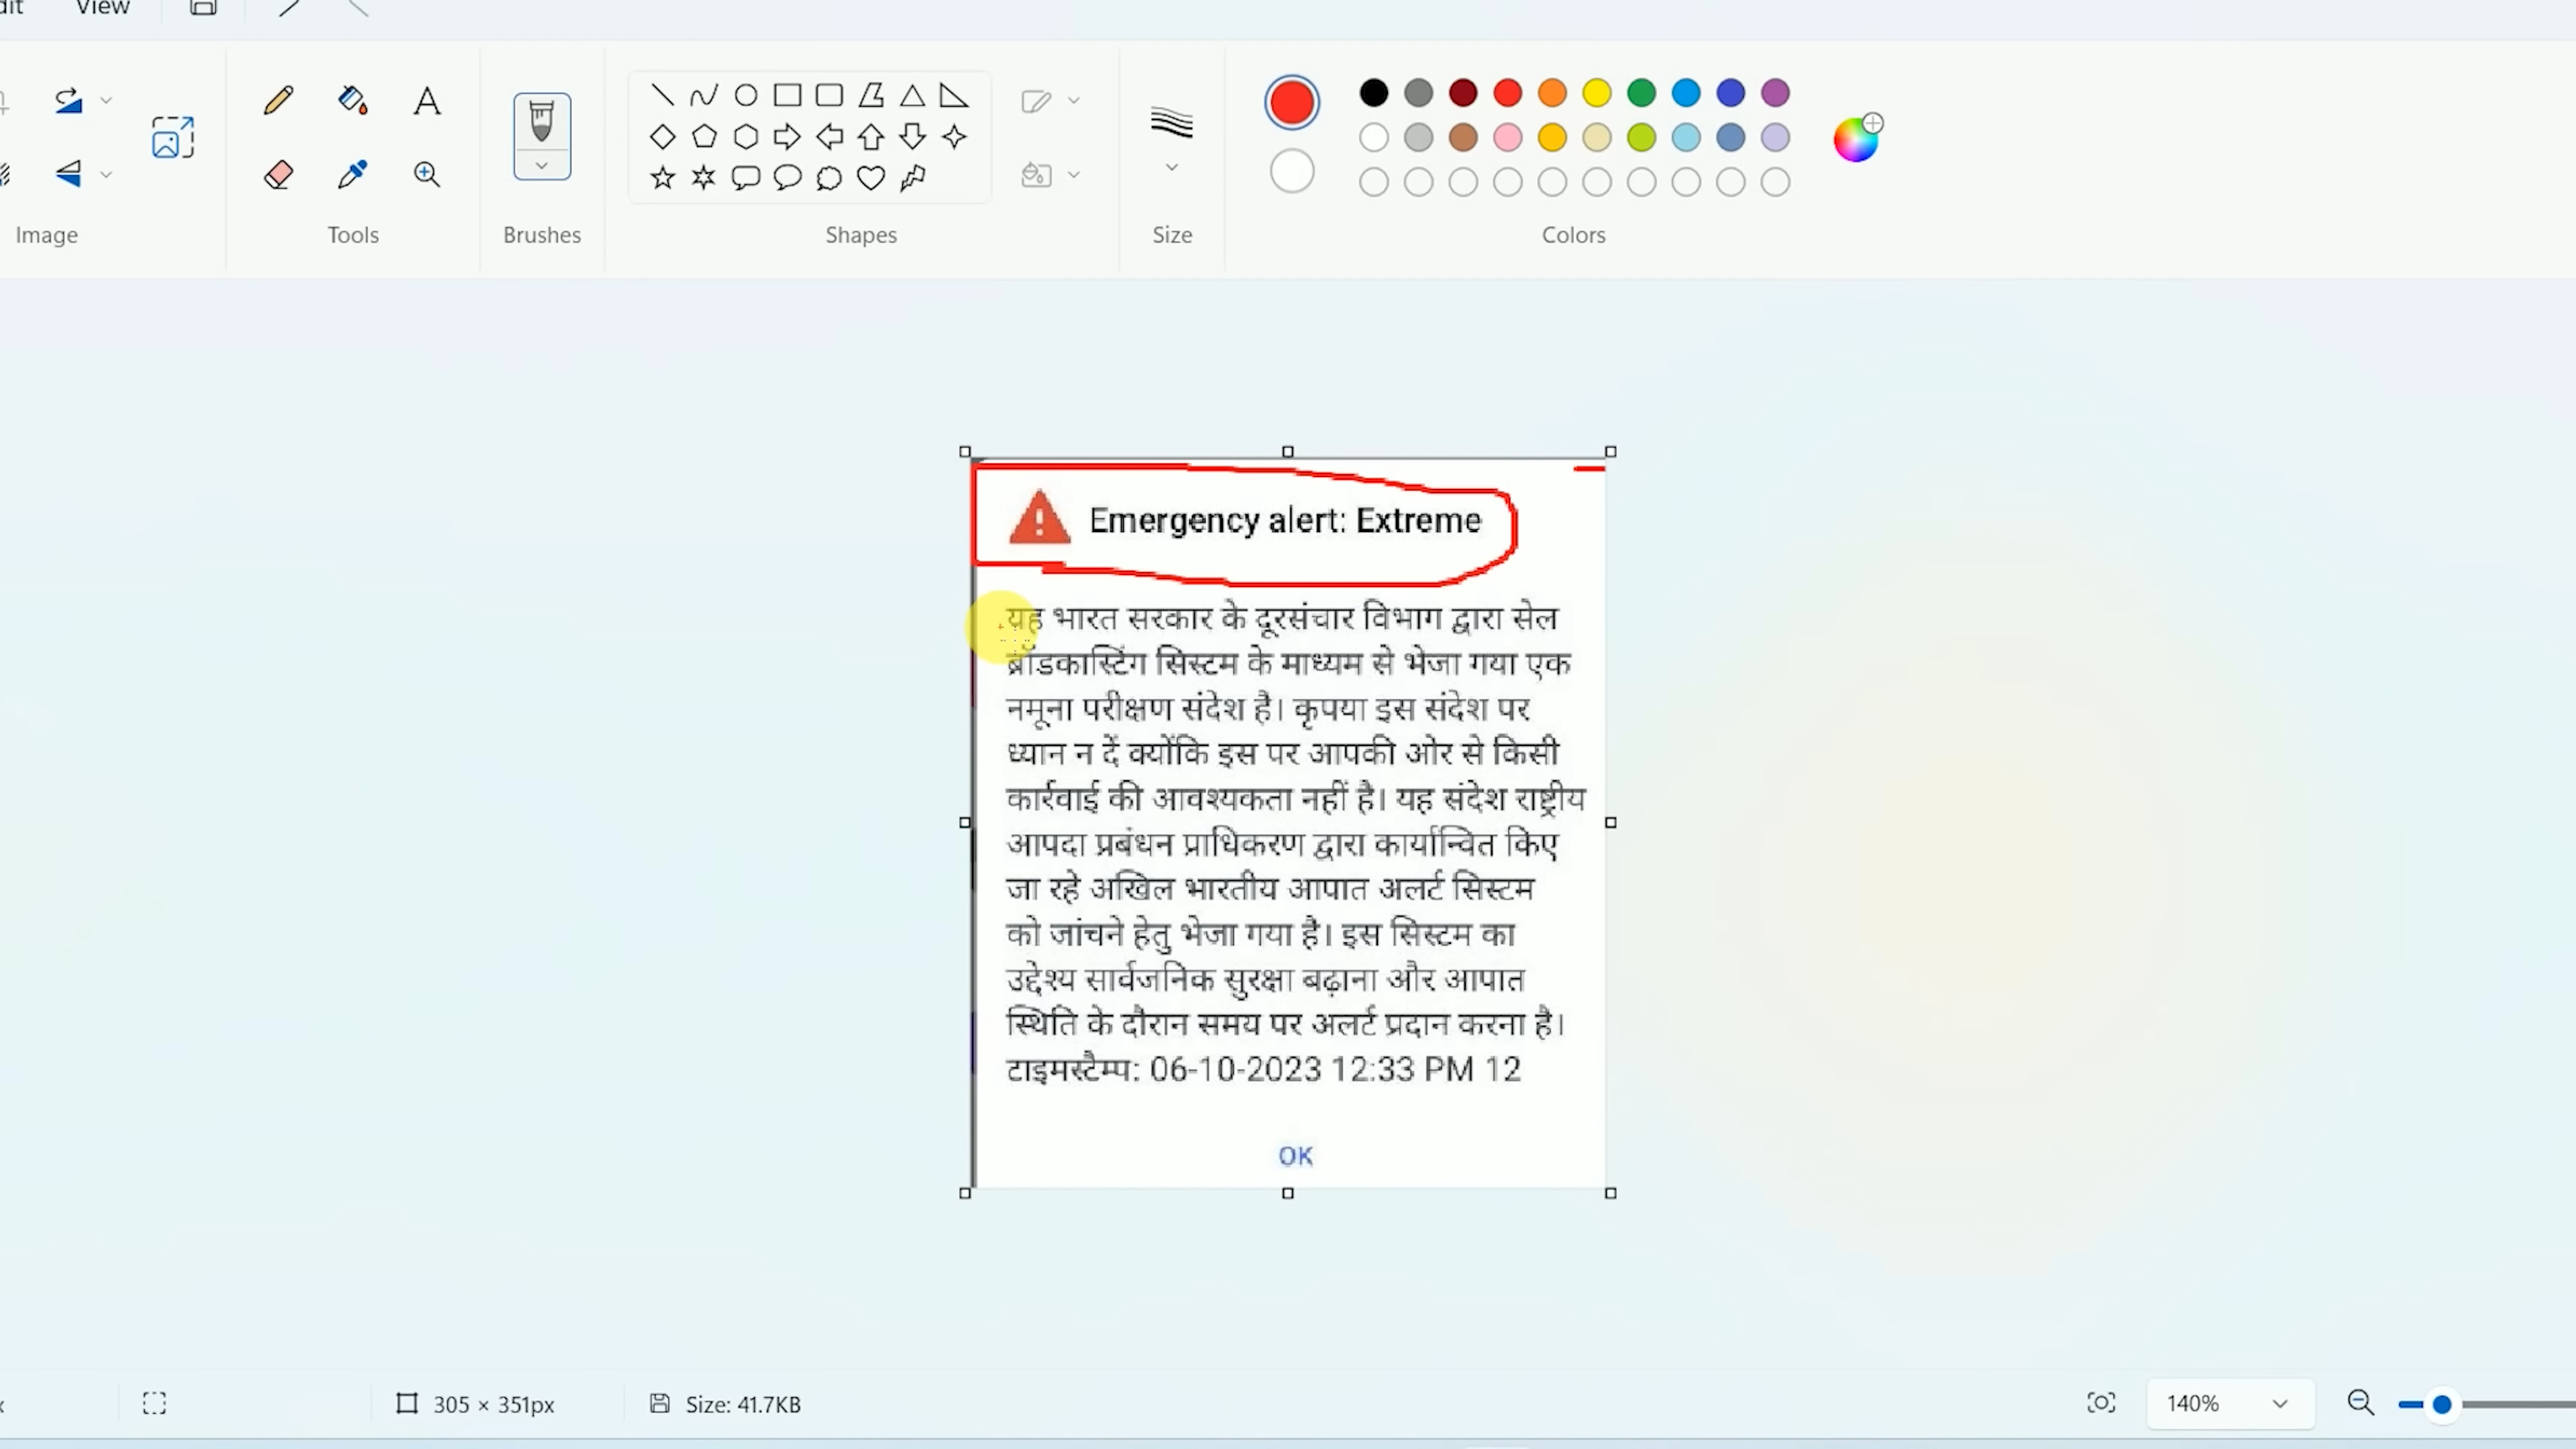 View
Image
Tools
Brushes
Shapes
Size
Colors
Emergency alert: Extreme
यह भारत सरकार के दूरसंचार विभाग द्वारा सेल
ब्रॉडकास्टिंग सिस्टम के माध्यम से भेजा गया एक
नमूना परीक्षण संदेश है। कृपया इस संदेश पर
ध्यान न दें क्योंकि इस पर आपकी ओर से किसी
कार्रवाई की आवश्यकता नहीं है। यह संदेश राष्ट्रीय
आपदा प्रबंधन प्राधिकरण द्वारा कार्यान्वित किए
जा रहे अखिल भारतीय आपात अलर्ट सिस्टम
को जांचने हेतु भेजा गया है। इस सिस्टम का
उद्देश्य सार्वजनिक सुरक्षा बढ़ाना और आपात
स्थिति के दौरान समय पर अलर्ट प्रदान करना है।
टाइमस्टैम्प: 06-10-2023 12:33 PM 12
OK
305 × 351px
Size: 41.7KB
140%